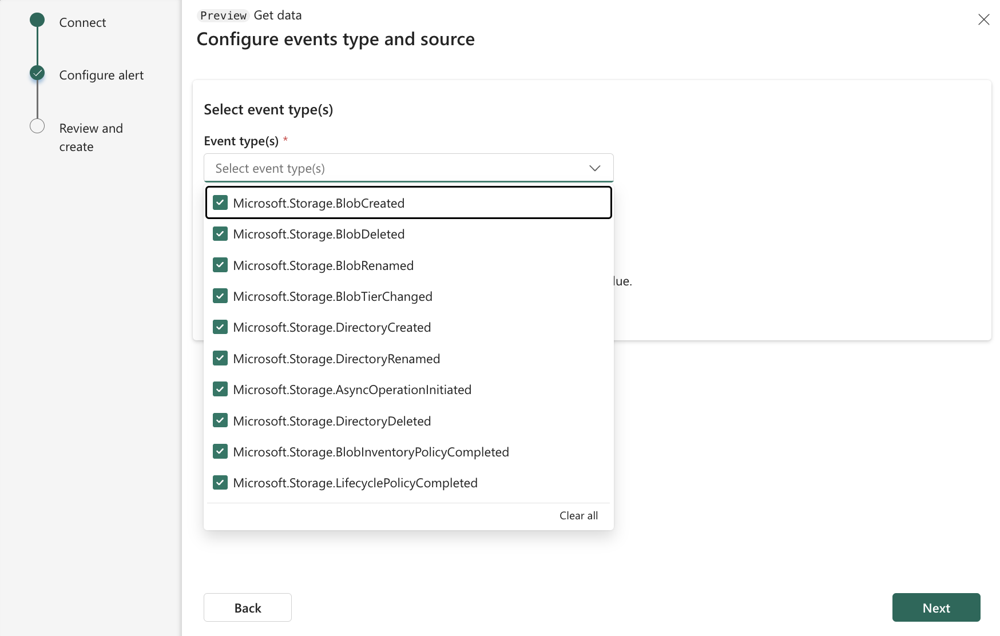 Connect
Configure alert
Review and
create
Preview Get data
Configure events type and source
Select event type(s)
Event type(s) *
Select event type(s)
Microsoft.Storage.BlobCreated
Microsoft.Storage.BlobDeleted
Microsoft.Storage.BlobRenamed
lue.
Microsoft.Storage.BlobTierChanged
Microsoft.Storage.DirectoryCreated
Microsoft.Storage.DirectoryRenamed
Microsoft.Storage.AsyncOperationInitiated
Microsoft.Storage.DirectoryDeleted
Microsoft.Storage.BlobInventoryPolicyCompleted
Microsoft.Storage.LifecyclePolicyCompleted
Clear all
Back
Next